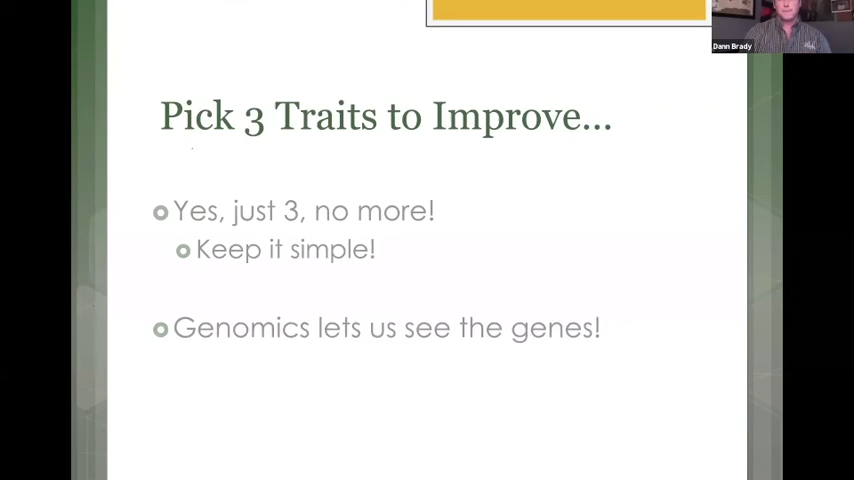 Dann Brady
Pick 3 Traits to Improve...
Yes, just 3, no more!
Keep it simple!
Genomics lets us see the genes!